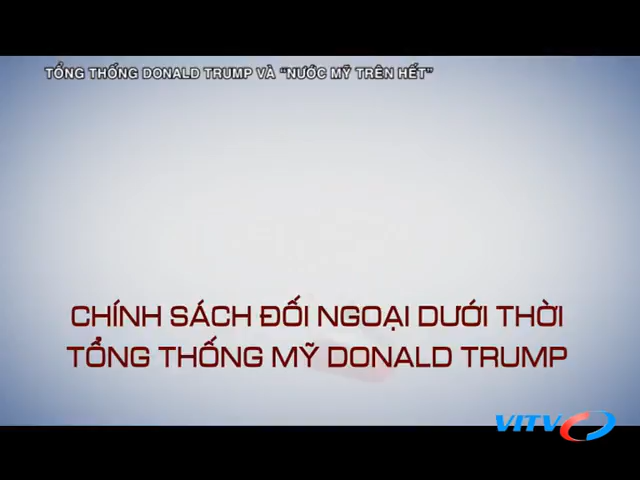 TỔNG THỐNG DONALD TRUMP VÀ "NƯỚC MỸ TRÊN HẾT"
CHÍNH SÁCH ĐỐI NGOẠI DƯỚI THỜI
TỔNG THỐNG MỸ DONALD TRUMP
VITV